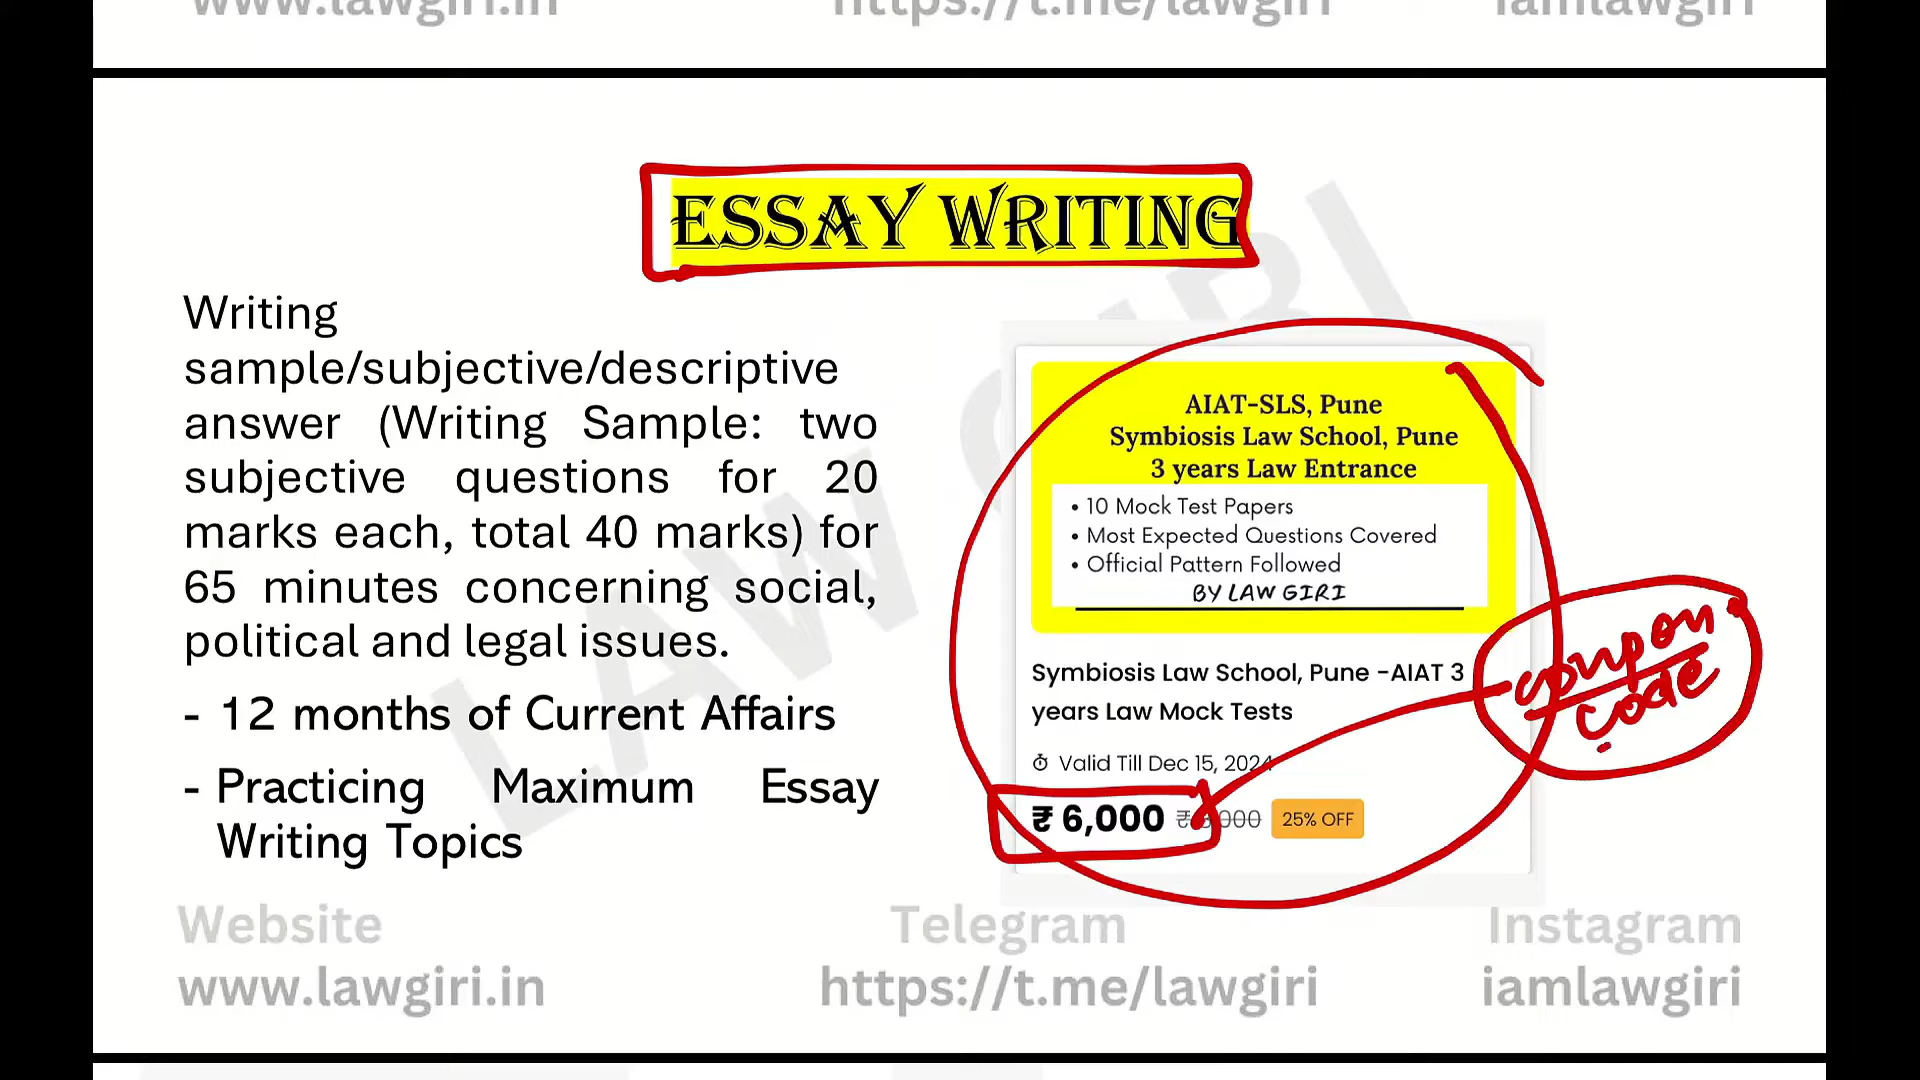 www.lawgiri.in https://t.me/lawgiri iamlawgiri
ESSAY WRITING
Writing
sample/subjective/descriptive
answer (Writing Sample: two
subjective questions for 20
marks each, total 40 marks) for
65 minutes concerning social,
political and legal issues.
- 12 months of Current Affairs
- Practicing Maximum Essay
Writing Topics
LAW GIRI
AIAT-SLS, Pune
Symbiosis Law School, Pune
3 years Law Entrance
• 10 Mock Test Papers
• Most Expected Questions Covered
• Official Pattern Followed
BY LAW GIRI
Symbiosis Law School, Pune -AIAT 3
years Law Mock Tests
Valid Till Dec 15, 2024
₹ 6,000 25% OFF
coupon
code
Website Telegram Instagram
www.lawgiri.in https://t.me/lawgiri iamlawgiri